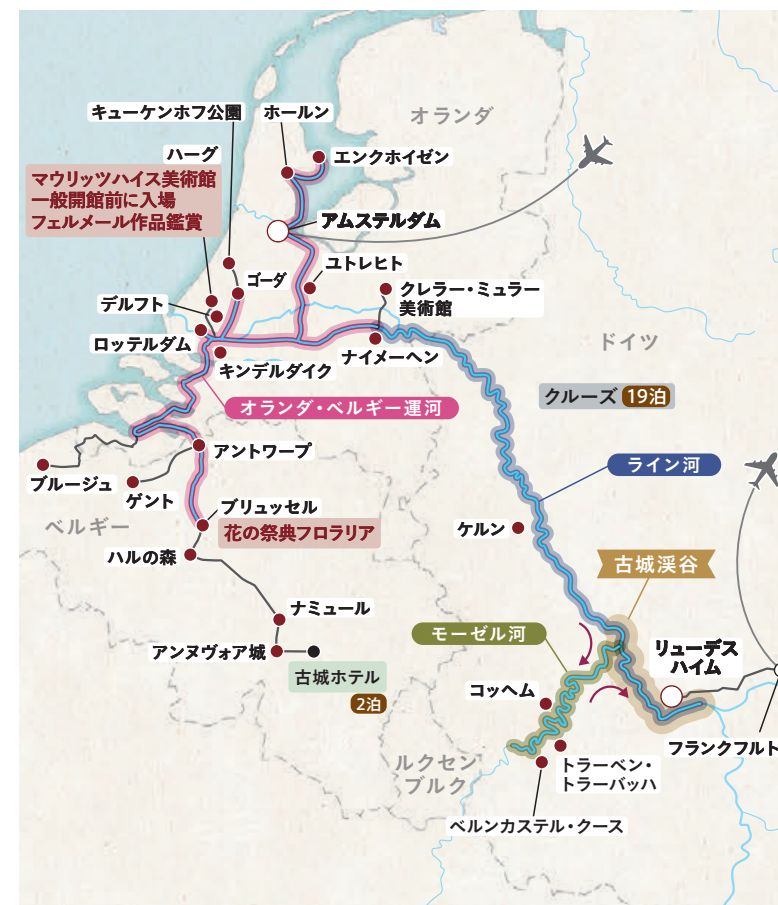 キューケンホフ公園
ホールン
オランダ
ハーグ
エンクホイゼン
マウリッツハイス美術館
一般開館前に入場
フェルメール作品鑑賞
アムステルダム
ユトレヒト
ゴーダ
クレラー・ミュラー
美術館
デルフト
ロッテルダム
ナイメーヘン
ドイツ
キンデルダイク
クルーズ 19泊
オランダ・ベルギー運河
アントワープ
ライン河
ブルージュ
ゲント
ブリュッセル
ベルギー
花の祭典フロラリア
ケルン
ハルの森
古城渓谷
ナミュール
モーゼル河
アンヌヴォア城
リューデス
ハイム
古城ホテル
2泊
コッヘム
フランクフルト
ルクセン
ブルク
トラーベン・
トラーバッハ
ベルンカステル・クース